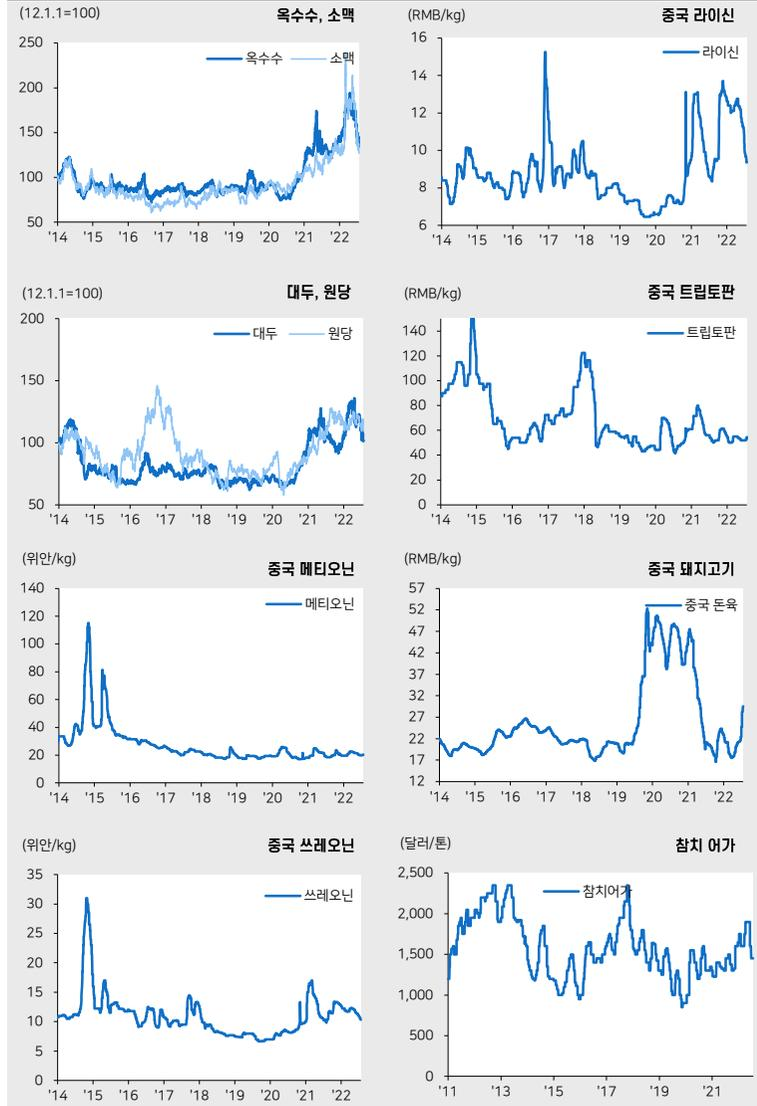 (12.1.1=100) 옥수수, 소맥
옥수수 소맥
250
200
150
100
50
'14 '15 '16 '17 '18 '19 '20 '21 '22
(RMB/kg) 중국 라이신
라이신
16
14
12
10
8
6
'14 '15 '16 '17 '18 '19 '20 '21 '22
(12.1.1=100) 대두, 원당
대두 원당
200
150
100
50
'14 '15 '16 '17 '18 '19 '20 '21 '22
(RMB/kg) 중국 트립토판
트립토판
140
120
100
80
60
40
20
0
'14 '15 '16 '17 '18 '19 '20 '21 '22
(위안/kg) 중국 메티오닌
메티오닌
140
120
100
80
60
40
20
0
'14 '15 '16 '17 '18 '19 '20 '21 '22
(RMB/kg) 중국 돼지고기
중국 돈육
57
52
47
42
37
32
27
22
17
12
'14 '15 '16 '17 '18 '19 '20 '21 '22
(위안/kg) 중국 쓰레오닌
쓰레오닌
35
30
25
20
15
10
5
0
'14 '15 '16 '17 '18 '19 '20 '21 '22
(달러/톤) 참치 어가
참치어가
2,500
2,000
1,500
1,000
500
0
'11 '13 '15 '17 '19 '21